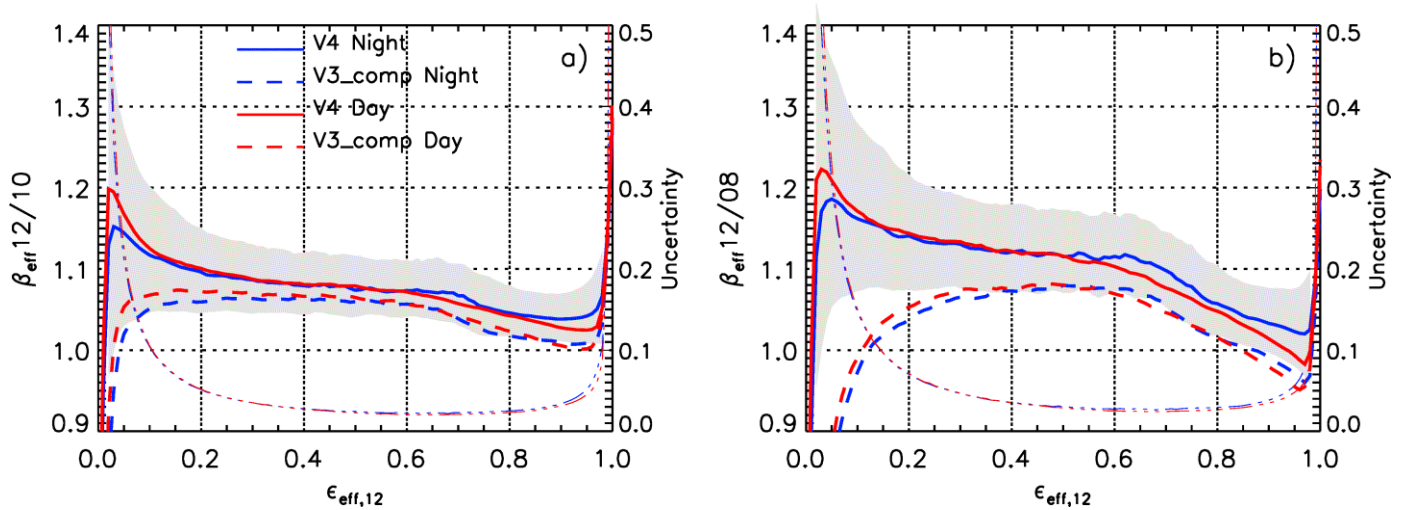 a)
V4 Night
V3_comp Night
V4 Day
V3_comp Day
1.4
1.3
1.2
1.1
1.0
0.9
βeff 12/10
0.5
0.4
0.3
0.2
0.1
0.0
Uncertainty
0.0 0.2 0.4 0.6 0.8 1.0
ϵeff,12
b)
1.4
1.3
1.2
1.1
1.0
0.9
βeff 12/08
0.5
0.4
0.3
0.2
0.1
0.0
Uncertainty
0.0 0.2 0.4 0.6 0.8 1.0
ϵeff,12